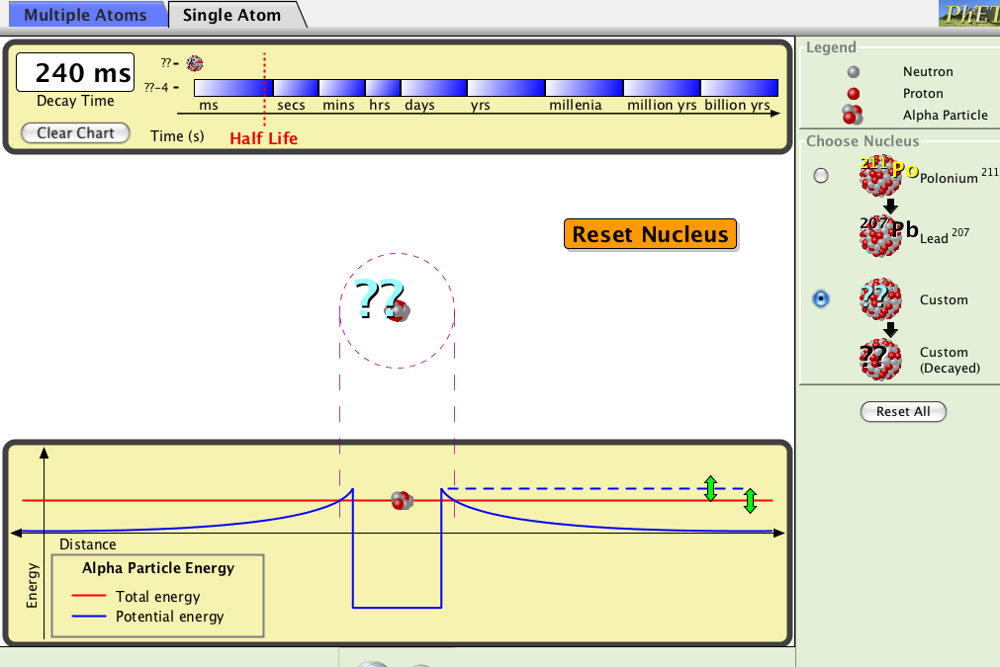 Multiple Atoms
Single Atom
PhET
240 ms
Decay Time
Clear Chart
??
??-4
ms secs mins hrs days yrs millenia million yrs billion yrs
Time (s)
Half Life
Legend
Neutron
Proton
Alpha Particle
Choose Nucleus
211 Po Polonium 211
207 Pb Lead 207
?? Custom
?? Custom
(Decayed)
Reset All
Reset Nucleus
??
Distance
Energy
Alpha Particle Energy
Total energy
Potential energy